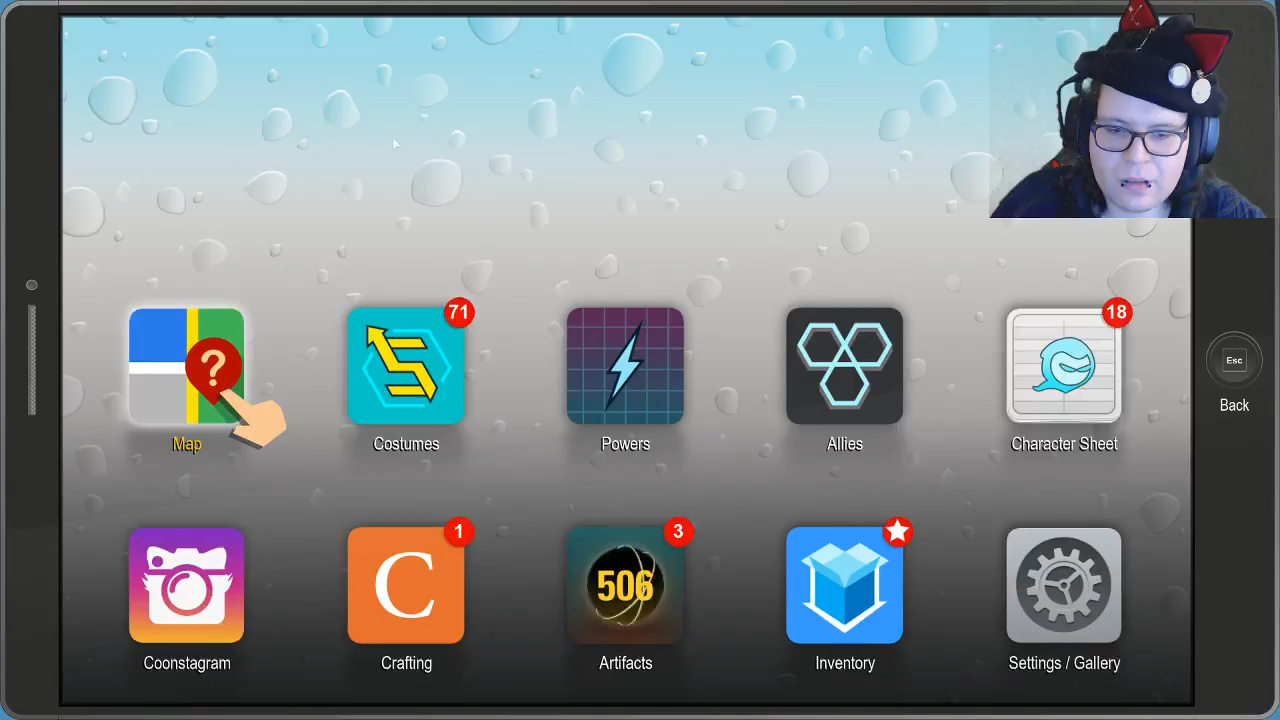 71
18
?
Map
Costumes
Powers
Allies
Character Sheet
Esc
Back
1
3
C
506
Coonstagram
Crafting
Artifacts
Inventory
Settings / Gallery